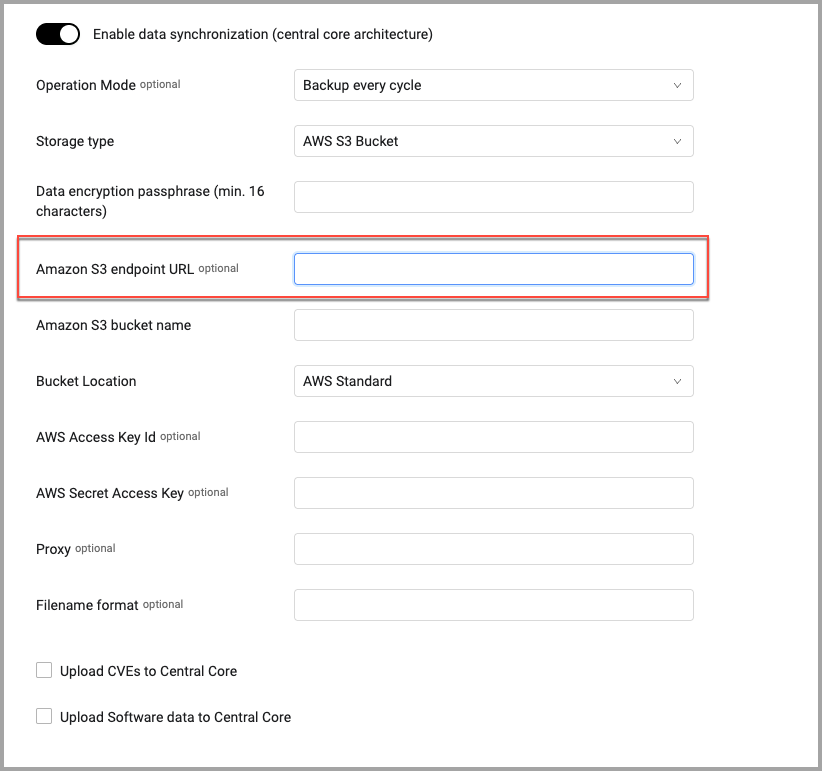 Enable data synchronization (central core architecture)
Operation Mode optional
Backup every cycle
Storage type
AWS S3 Bucket
Data encryption passphrase (min. 16
characters)
Amazon S3 endpoint URL optional
Amazon S3 bucket name
Bucket Location
AWS Standard
AWS Access Key Id optional
AWS Secret Access Key optional
Proxy optional
Filename format optional
Upload CVEs to Central Core
Upload Software data to Central Core